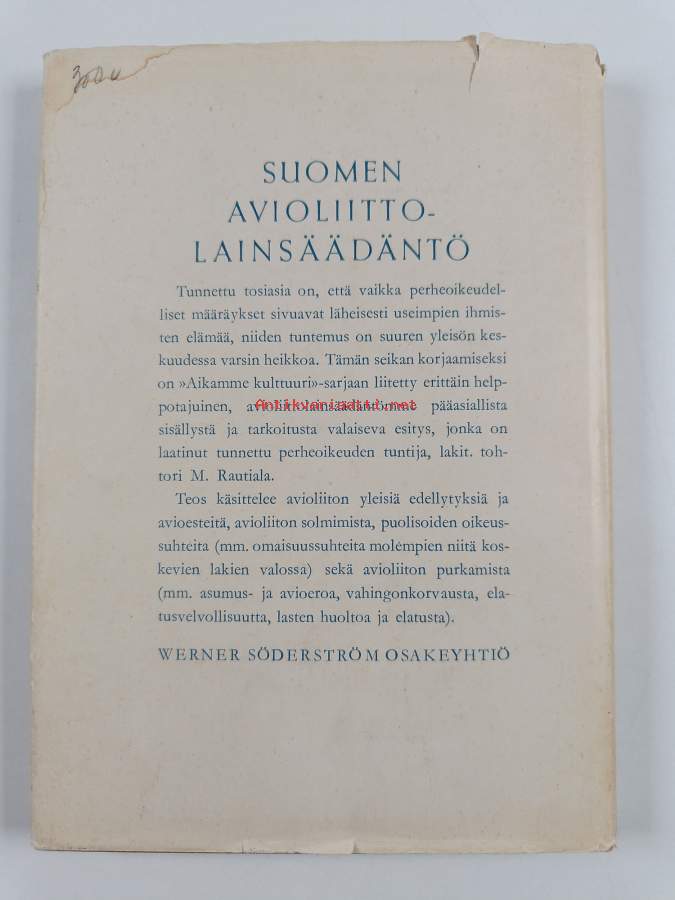 SUOMEN
AVIOLIITTO-
LAINSÄÄDÄNTÖ
Tunnettu tosiasia on, että vaikka perheoikeudel-
liset määräykset sivuavat läheisesti useimpien ihmis-
ten elämää, niiden tuntemus on suuren yleisön kes-
kuudessa varsin heikkoa. Tämän seikan korjaamiseksi
on »Aikamme kulttuuri»-sarjaan liitetty erittäin help-
potajuinen, avioliittolainsäädäntömme pääasiallista
Antikvariaatti.net
sisällystä ja tarkoitusta valaiseva esitys, jonka on
laatinut tunnettu perheoikeuden tuntija, lakit. toh-
tori M. Rautiala.
Teos käsittelee avioliiton yleisiä edellytyksiä ja
avioesteitä, avioliiton solmimista, puolisoiden oikeus-
suhteita (mm. omaisuussuhteita molempien niitä kos-
kevien lakien valossa) sekä avioliiton purkamista
(mm. asumus- ja avioeroa, vahingonkorvausta, ela-
tusvelvollisuutta, lasten huoltoa ja elatusta).
WERNER SÖDERSTRÖM OSAKEYHTIÖ